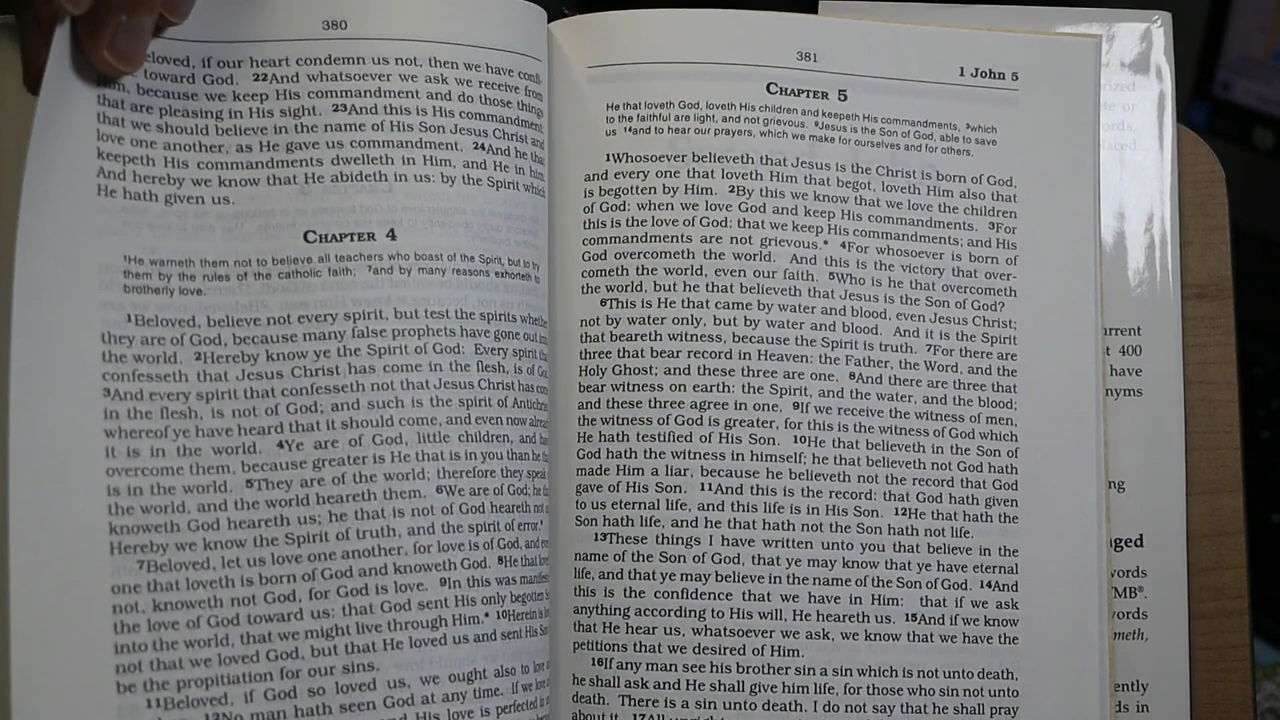 380
eloved, if our heart condemn us not, then we have confi-
toward God. 22And whatsoever we ask we receive from
Him, because we keep His commandment and do those things
that are pleasing in His sight. 23And this is His commandment:
that we should believe in the name of His Son Jesus Christ and
love one another, as He gave us commandment. 24And he that
keepeth His commandments dwelleth in Him, and He in him
And hereby we know that He abideth in us: by the Spirit which
He hath given us.
CHAPTER 4
1He warneth them not to believe all teachers who boast of the Spirit, but to try
them by the rules of the catholic faith; 7and by many reasons exhorteth to
brotherly love.
1Beloved, believe not every spirit, but test the spirits whethe
they are of God, because many false prophets have gone out
the world. 2Hereby know ye the Spirit of God: Every spirit
confesseth that Jesus Christ has come in the flesh, is of
3And every spirit that confesseth not that Jesus Christ has
in the flesh, is not of God; and such is the spirit of Antichri
whereof ye have heard that it should come, and even now alrea
it is in the world. 4Ye are of God, little children, and
overcome them, because greater is He that is in you than he
is in the world. 5They are of the world; therefore they speak
the world, and the world heareth them. 6We are of God; he
knoweth God heareth us; he that is not of God heareth not
Hereby we know the Spirit of truth, and the spirit of error.*
7Beloved, let us love one another, for love is of God, and
one that loveth is born of God and knoweth God. 8He that
not, knoweth not God, for God is love. 9In this was manifes
the love of God toward us: that God sent His only begotten
into the world, that we might live through Him.* 10Herein is
not that we loved God, but that He loved us and sent His
be the propitiation for our sins.
11Beloved, if God so loved us, we ought also to love
12No man hath seen God at any time. If we love
His love is perfected in
381
1 John 5
CHAPTER 5
He that loveth God, loveth His children and keepeth His commandments, 3which
to the faithful are light, and not grievous. 9Jesus is the Son of God, able to save
us 14and to hear our prayers, which we make for ourselves and for others.
1Whosoever believeth that Jesus is the Christ is born of God,
and every one that loveth Him that begot, loveth Him also that
is begotten by Him. 2By this we know that we love the children
of God: when we love God and keep His commandments. 3For
this is the love of God: that we keep His commandments; and His
commandments are not grievous.* 4For whosoever is born of
God overcometh the world. And this is the victory that over-
cometh the world, even our faith. 5Who is he that overcometh
the world, but he that believeth that Jesus is the Son of God?
6This is He that came by water and blood, even Jesus Christ;
not by water only, but by water and blood. And it is the Spirit
that beareth witness, because the Spirit is truth. 7For there are
three that bear record in Heaven: the Father, the Word, and the
Holy Ghost; and these three are one. 8And there are three that
bear witness on earth: the Spirit, and the water, and the blood;
and these three agree in one. 9If we receive the witness of men,
the witness of God is greater, for this is the witness of God which
He hath testified of His Son. 10He that believeth in the Son of
God hath the witness in himself; he that believeth not God hath
made Him a liar, because he believeth not the record that God
gave of His Son. 11And this is the record: that God hath given
to us eternal life, and this life is in His Son. 12He that hath the
Son hath life, and he that hath not the Son hath not life.
13These things I have written unto you that believe in the
name of the Son of God, that ye may know that ye have eternal
life, and that ye may believe in the name of the Son of God. 14And
this is the confidence that we have in Him: that if we ask
anything according to His will, He heareth us. 15And if we know
that He hear us, whatsoever we ask, we know that we have the
petitions that we desired of Him.
16If any man see his brother sin a sin which is not unto death,
he shall ask and He shall give him life, for those who sin not unto
death. There is a sin unto death. I do not say that he shall pray
about it. 17All
te or
ords,
laced
urrent
t 400
have
nyms
ng
ged
words
MB®.
words
meth,
ently
ds in